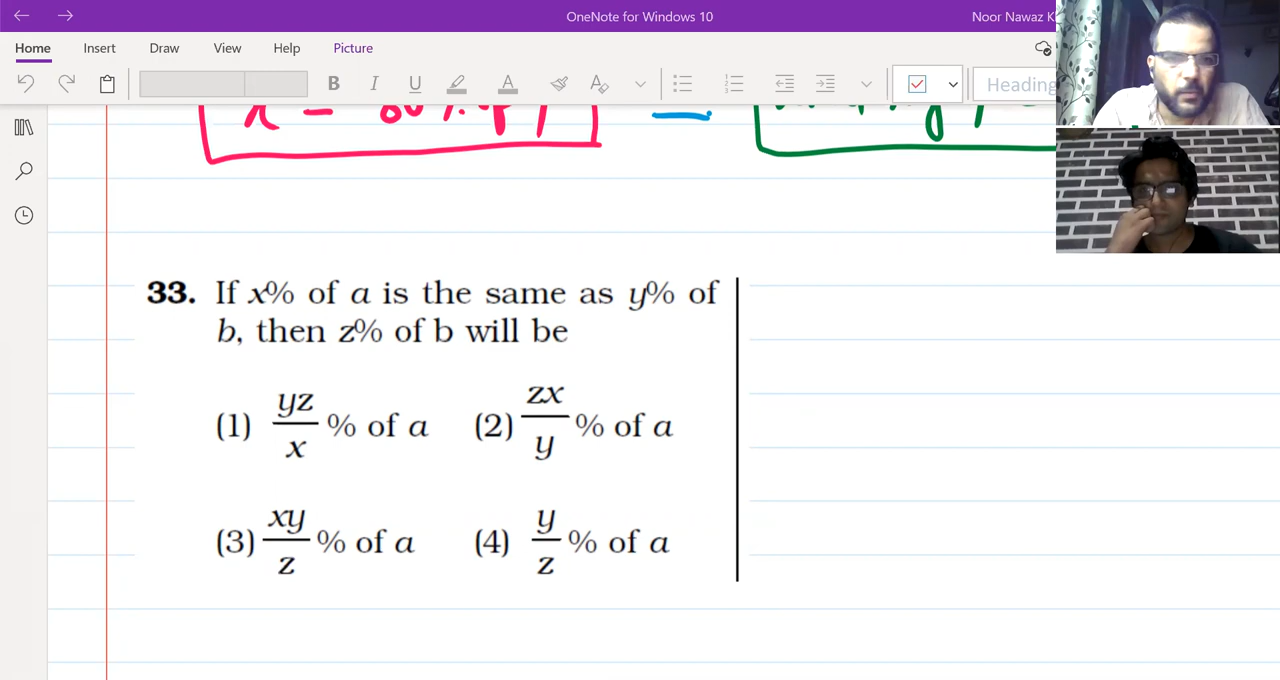 OneNote for Windows 10
Noor Nawaz K
Home Insert Draw View Help Picture
B I U A Heading
33. If x% of a is the same as y% of
b, then z% of b will be
(1) yz/x % of a (2) zx/y % of a
(3) xy/z % of a (4) y/z % of a